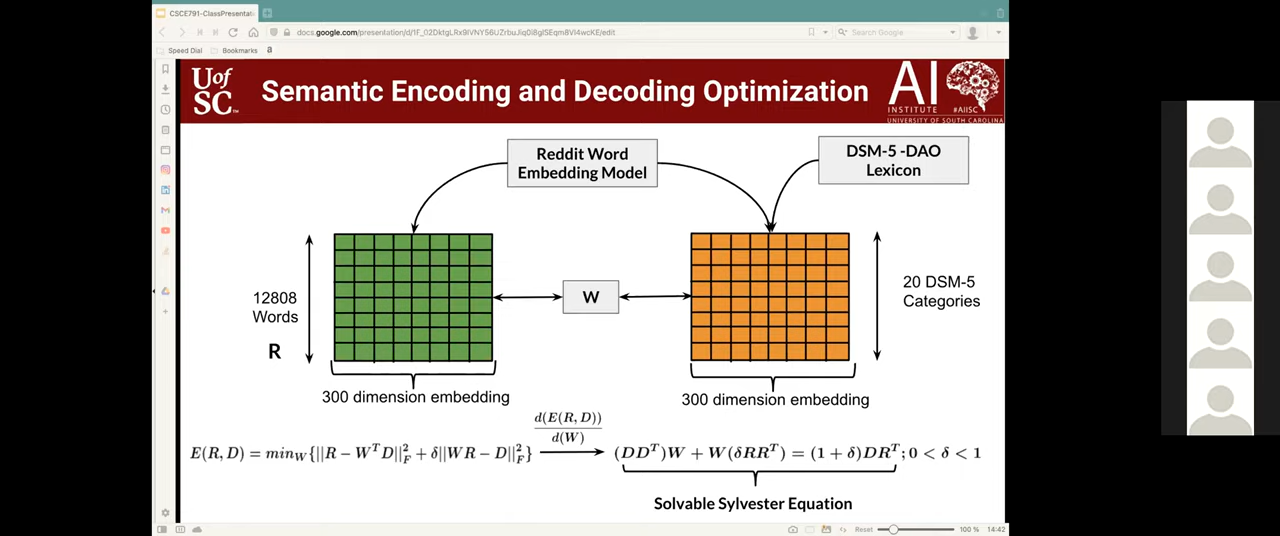 CSCE791-ClassPresentat
docs.google.com/presentation/d/1F_02DktgLRx9IVNY56UZrbuJiq0i8glSEqm8Vl4wcKE/edit
Search Google
Speed Dial
Bookmarks
a
UofSC
Semantic Encoding and Decoding Optimization
AI
INSTITUTE
#AIISC
UNIVERSITY OF SOUTH CAROLINA
Reddit Word
Embedding Model
DSM-5 -DAO
Lexicon
12808
Words
R
W
20 DSM-5
Categories
300 dimension embedding
300 dimension embedding
E(R, D) = min_W{||R − W^T D||_F^2 + δ||WR − D||_F^2}
d(E(R, D))
d(W)
(DD^T)W + W(δRR^T) = (1 + δ)DR^T; 0 < δ < 1
Solvable Sylvester Equation
Reset
100 %
14:42